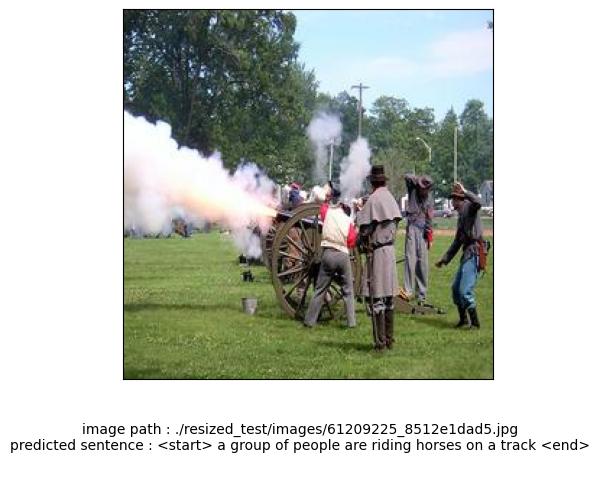 image path : ./resized_test/images/61209225_8512e1dad5.jpg
predicted sentence : <start> a group of people are riding horses on a track <end>